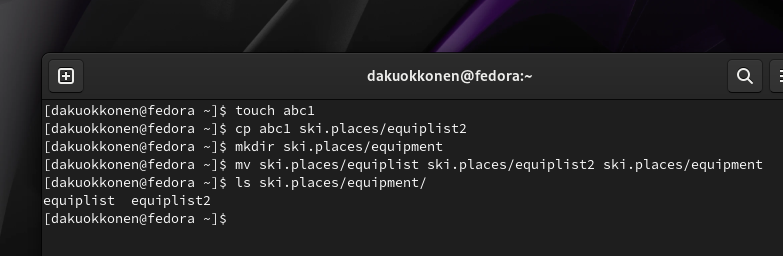 dakuokkonen@fedora:~
[dakuokkonen@fedora ~]$ touch abc1
[dakuokkonen@fedora ~]$ cp abc1 ski.places/equiplist2
[dakuokkonen@fedora ~]$ mkdir ski.places/equipment
[dakuokkonen@fedora ~]$ mv ski.places/equiplist ski.places/equiplist2 ski.places/equipment
[dakuokkonen@fedora ~]$ ls ski.places/equipment/
equiplist  equiplist2
[dakuokkonen@fedora ~]$